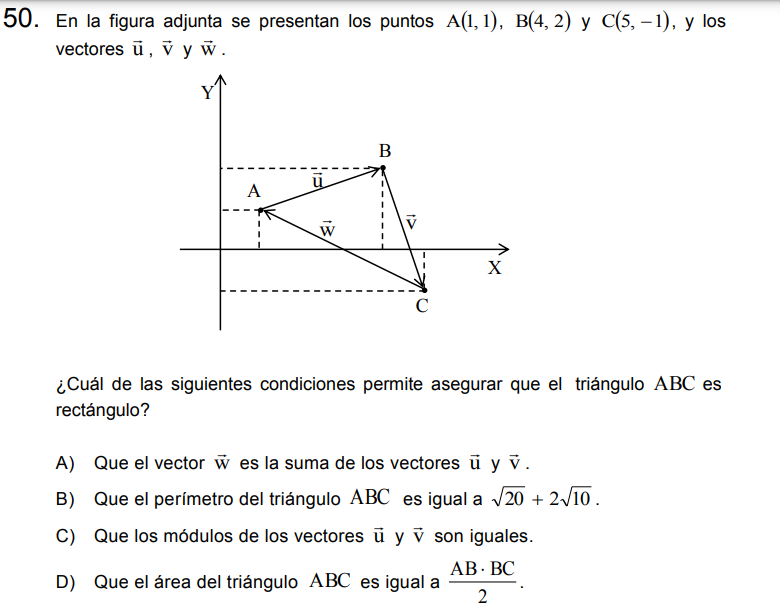 50. En la figura adjunta se presentan los puntos A(1, 1), B(4, 2) y C(5, −1), y los
vectores u⃗ , v⃗ y w⃗ .
Y
B
u⃗
A
w⃗
v⃗
X
C
¿Cuál de las siguientes condiciones permite asegurar que el triángulo ABC es
rectángulo?
A) Que el vector w⃗ es la suma de los vectores u⃗ y v⃗ .
B) Que el perímetro del triángulo ABC es igual a √20 + 2√10 .
C) Que los módulos de los vectores u⃗ y v⃗ son iguales.
D) Que el área del triángulo ABC es igual a AB · BC / 2 .